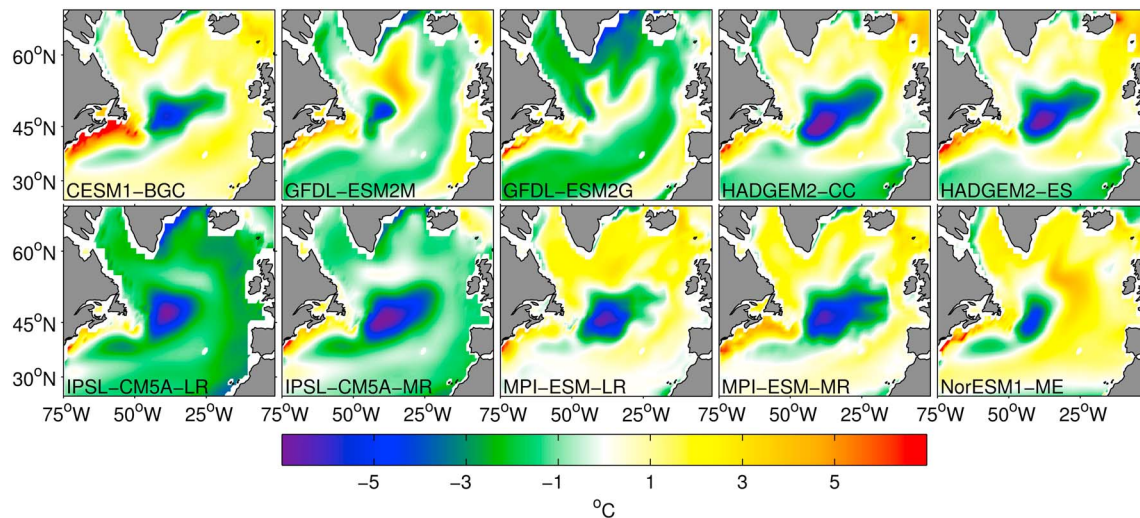 60°N
45°N
30°N
CESM1-BGC
GFDL-ESM2M
GFDL-ESM2G
HADGEM2-CC
HADGEM2-ES
60°N
45°N
30°N
IPSL-CM5A-LR
IPSL-CM5A-MR
MPI-ESM-LR
MPI-ESM-MR
NorESM1-ME
75°W 50°W 25°W 75°W 50°W 25°W 75°W 50°W 25°W 75°W 50°W 25°W 75°W 50°W 25°W
−5 −3 −1 1 3 5
°C